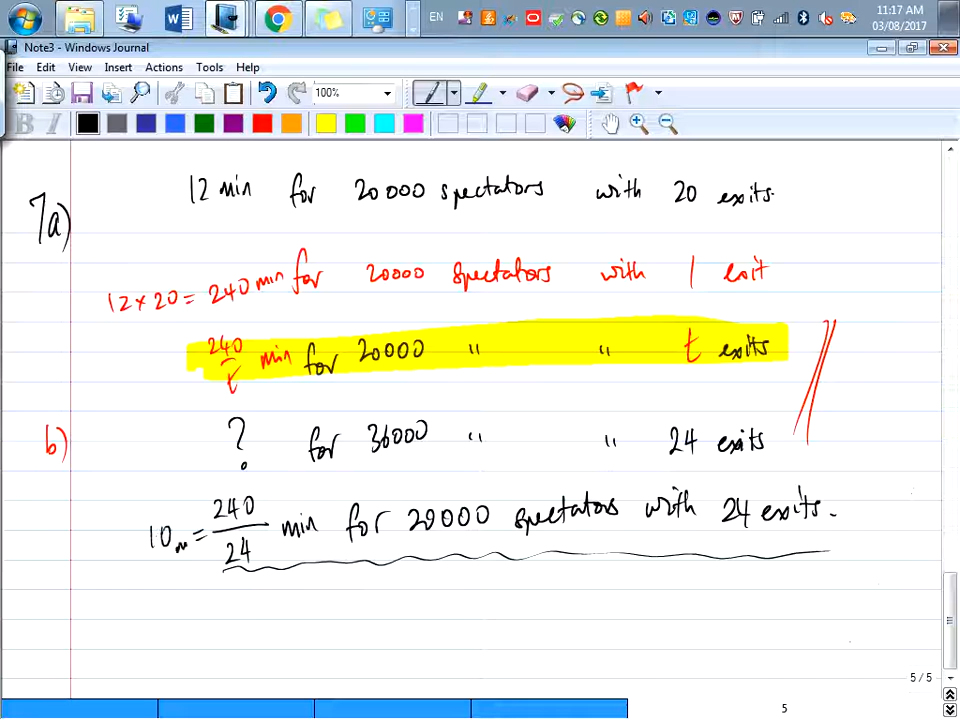 EN
11:17 AM
03/08/2017
Note3 - Windows Journal
File Edit View Insert Actions Tools Help
100%
B I
7a)
12 min for 20000 spectators with 20 exits
12 x 20 = 240 min for 20000 spectators with 1 exit
240/t min for 20000 " " t exits
b)
? for 36000 " " 24 exits
10m = 240/24 min for 20000 spectators with 24 exits.
5 / 5
5